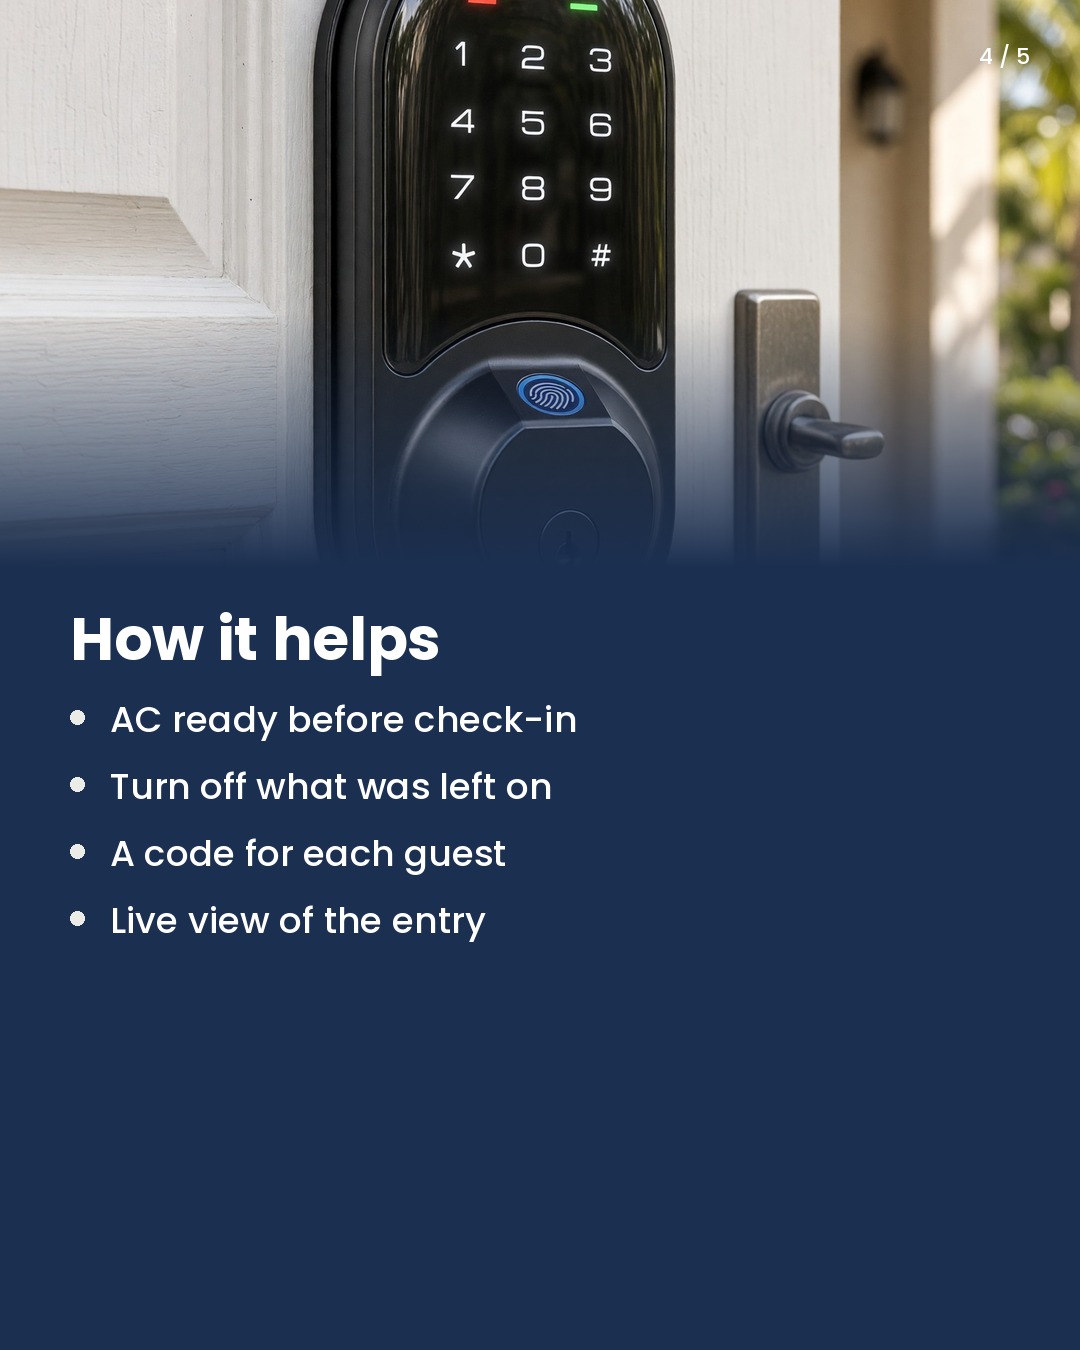 4 / 5
1 2 3
4 5 6
7 8 9
* 0 #
How it helps
AC ready before check-in
Turn off what was left on
A code for each guest
Live view of the entry